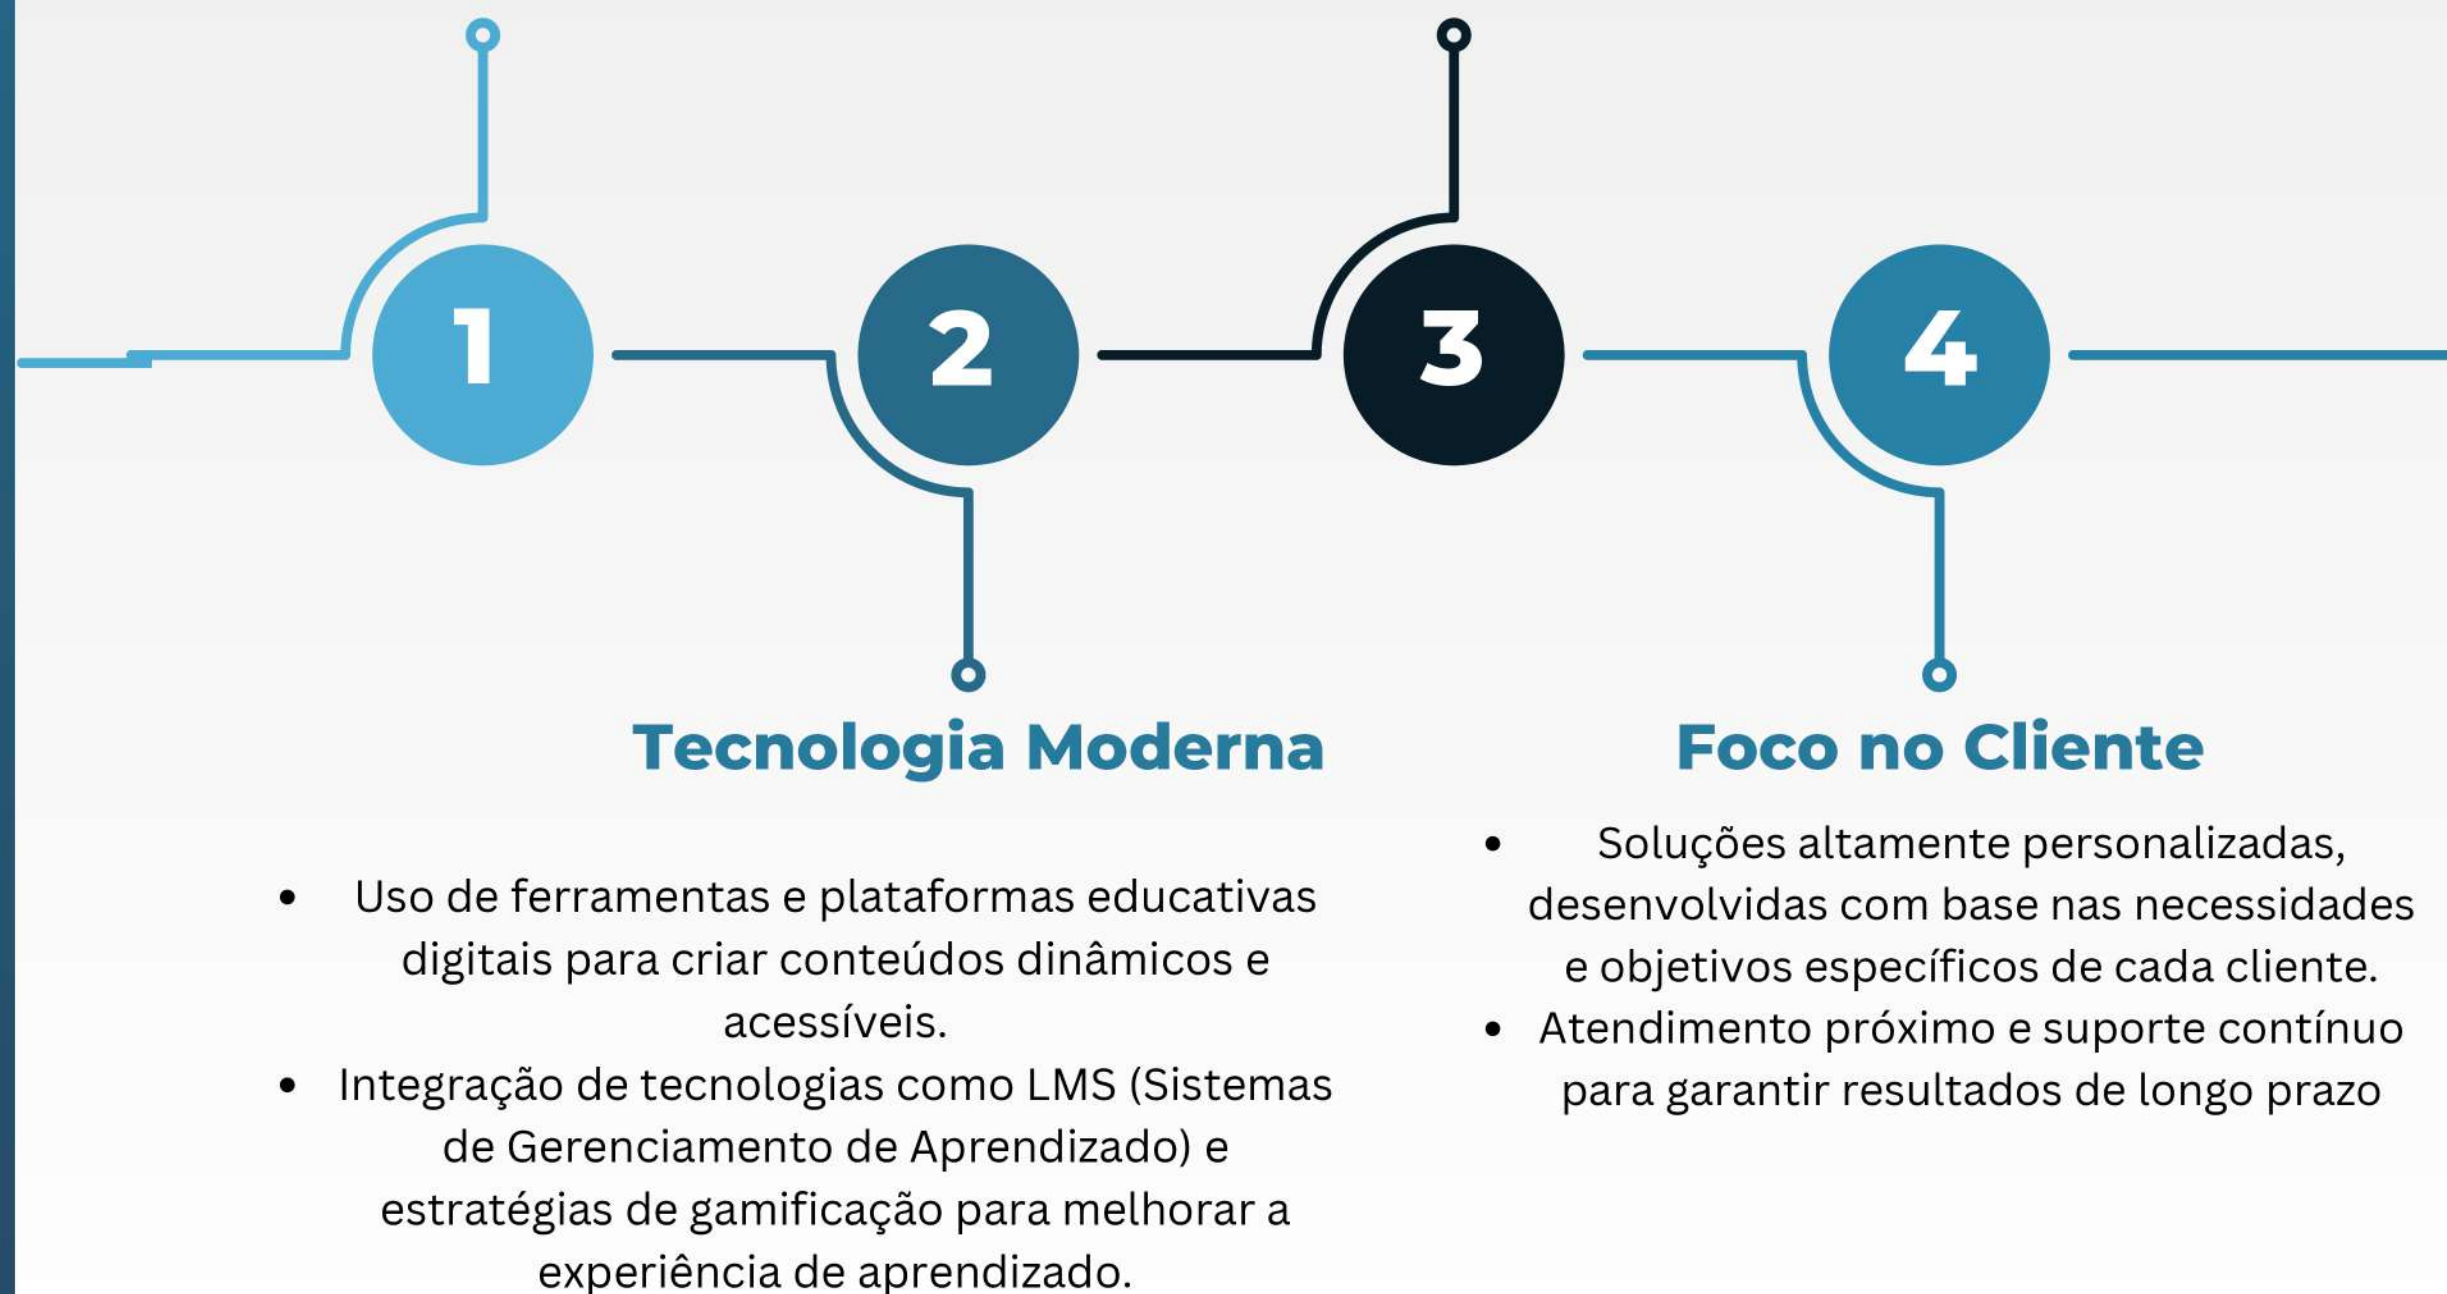 1
2
3
4
Tecnologia Moderna
• Uso de ferramentas e plataformas educativas
digitais para criar conteúdos dinâmicos e
acessíveis.
• Integração de tecnologias como LMS (Sistemas
de Gerenciamento de Aprendizado) e
estratégias de gamificação para melhorar a
experiência de aprendizado.
Foco no Cliente
• Soluções altamente personalizadas,
desenvolvidas com base nas necessidades
e objetivos específicos de cada cliente.
• Atendimento próximo e suporte contínuo
para garantir resultados de longo prazo